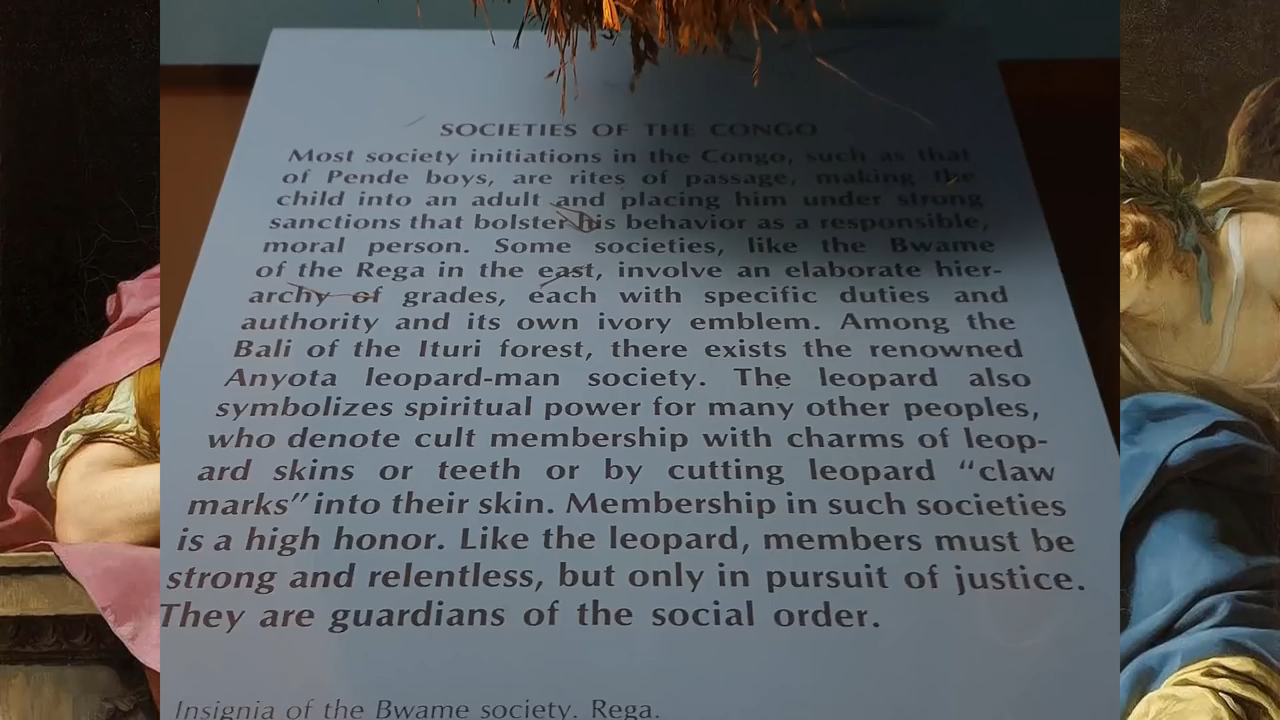 SOCIETIES OF THE CONGO
Most society initiations in the Congo, such as that
of Pende boys, are rites of passage, making the
child into an adult and placing him under strong
sanctions that bolster his behavior as a responsible,
moral person. Some societies, like the Bwame
of the Rega in the east, involve an elaborate hier-
archy of grades, each with specific duties and
authority and its own ivory emblem. Among the
Bali of the Ituri forest, there exists the renowned
Anyota leopard-man society. The leopard also
symbolizes spiritual power for many other peoples,
who denote cult membership with charms of leop-
ard skins or teeth or by cutting leopard “claw
marks” into their skin. Membership in such societies
is a high honor. Like the leopard, members must be
strong and relentless, but only in pursuit of justice.
They are guardians of the social order.
Insignia of the Bwame society. Rega.